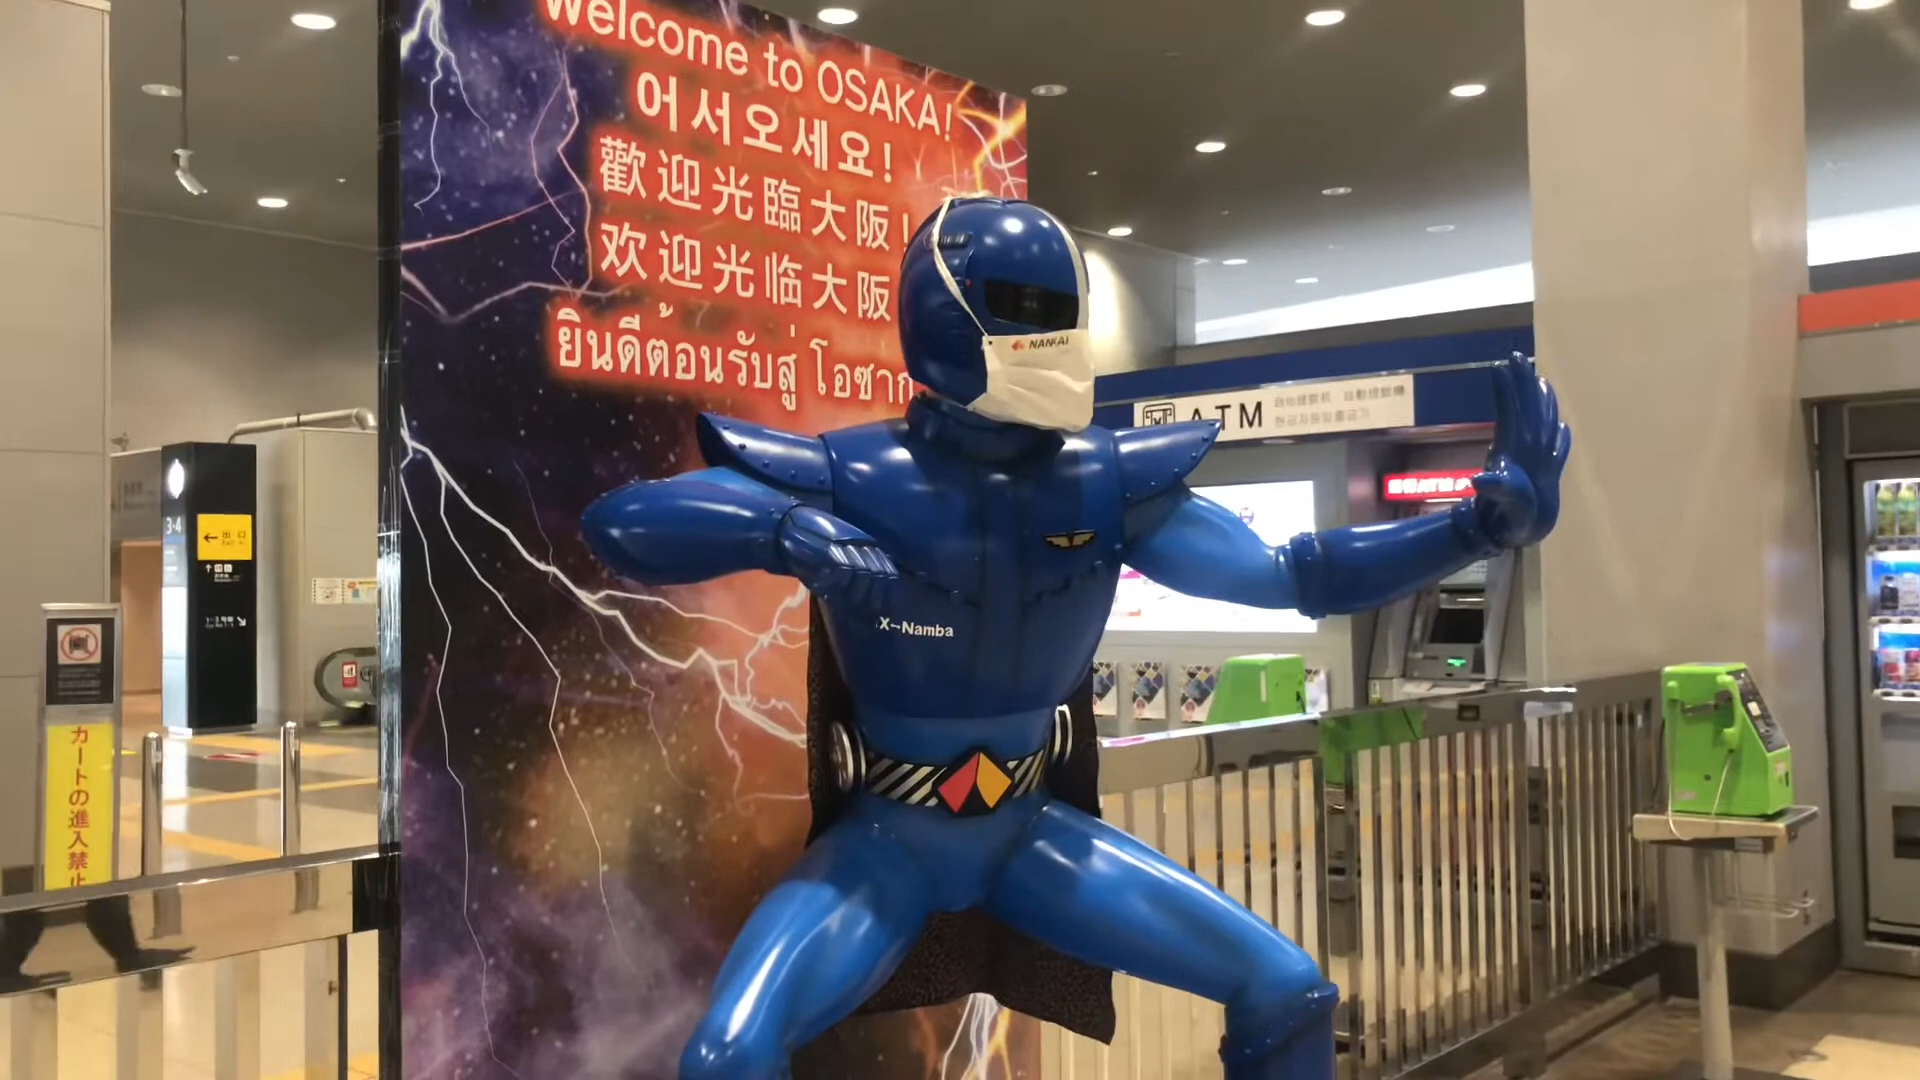 Welcome to OSAKA!
어서오세요!
歡迎光臨大阪!
欢迎光临大阪
ยินดีต้อนรับสู่ โอซาก
NANKAI
ATM
X-Namba
3·4
出口
カートの進入禁止